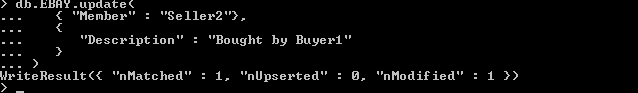 > db.EBAY.update(
... { "Member" : "Seller2"},
... {
... "Description" : "Bought by Buyer1"
... }
... )
WriteResult({ "nMatched" : 1, "nUpserted" : 0, "nModified" : 1 })
> _